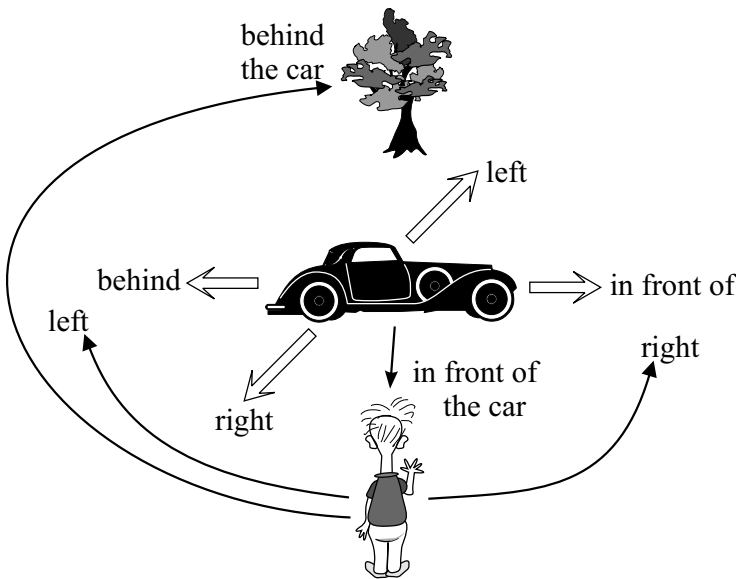 behind
the car
left
behind
in front of
left
right
in front of
the car
right